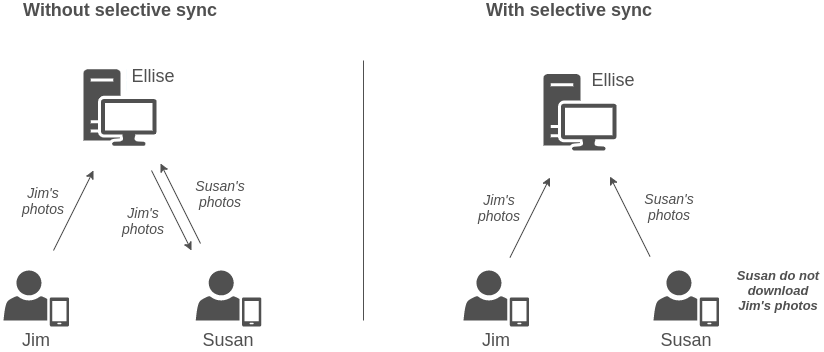 Without selective sync
With selective sync
Ellise
Ellise
Jim's
photos
Jim's
photos
Susan's
photos
Jim's
photos
Susan's
photos
Jim
Susan
Jim
Susan
Susan do not
download
Jim's photos